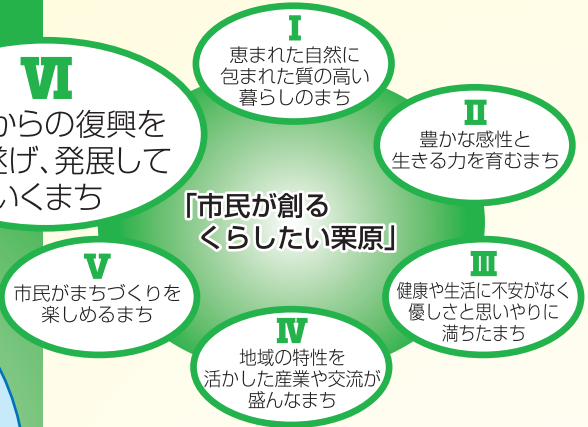 I
恵まれた自然に
包まれた質の高い
暮らしのまち
II
豊かな感性と
生きる力を育むまち
III
健康や生活に不安がなく
優しさと思いやりに
満ちたまち
IV
地域の特性を
活かした産業や交流が
盛んなまち
V
市民がまちづくりを
楽しめるまち
VI
からの復興を
遂げ、発展して
いくまち
「市民が創る
くらしたい栗原」